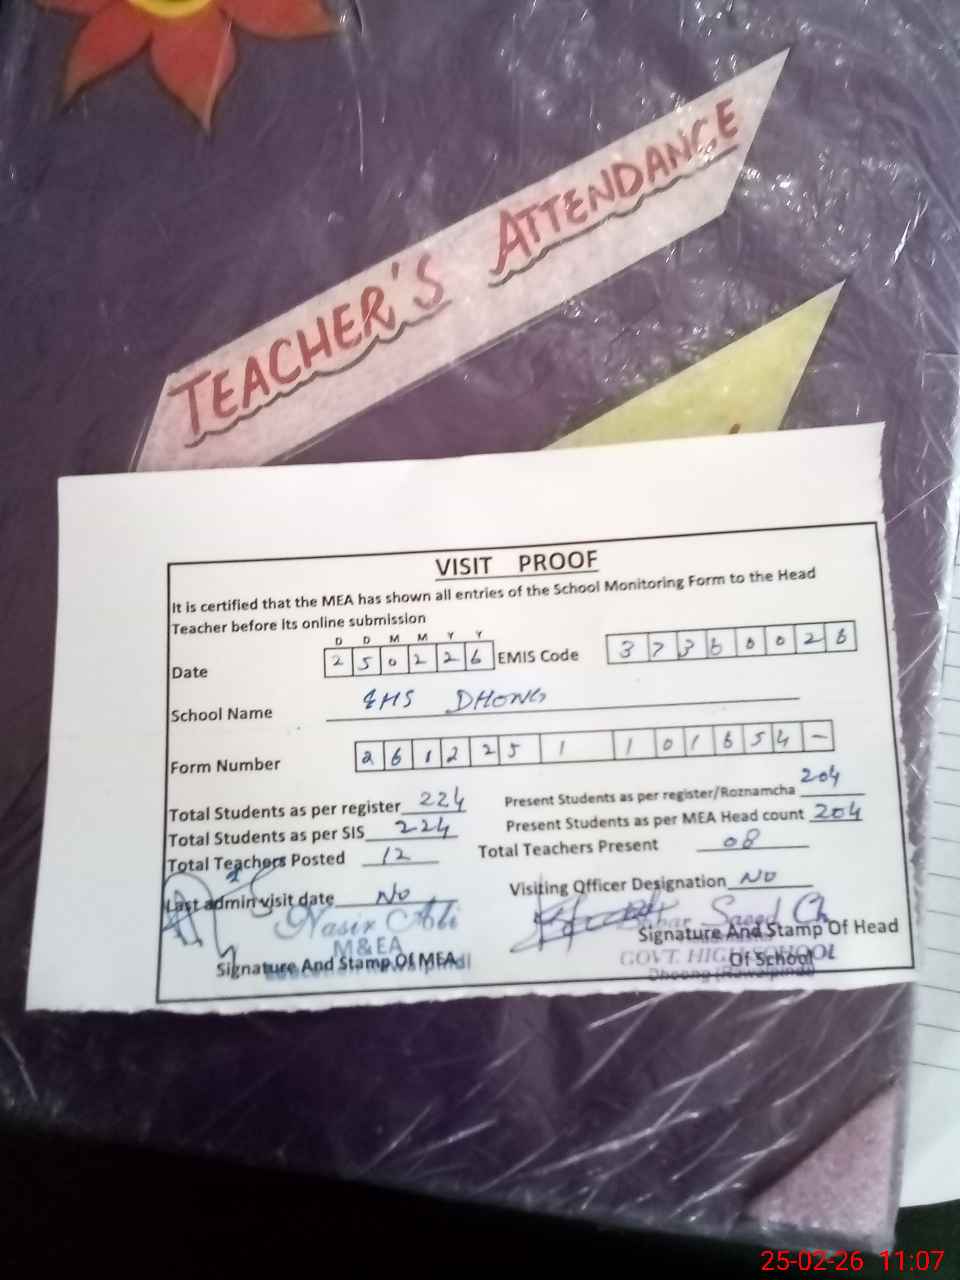 TEACHER'S ATTENDANCE
VISIT PROOF
It is certified that the MEA has shown all entries of the School Monitoring Form to the Head
Teacher before its online submission
D D M M Y Y
Date 2 5 0 2 2 6 EMIS Code 3 7 3 6 0 0 2 6
School Name GHS DHONG
Form Number 2 6 1 2 2 5 1 1 0 1 6 5 4 -
Total Students as per register 224 Present Students as per register/Roznamcha 204
Total Students as per SIS 224 Present Students as per MEA Head count 204
Total Teachers Posted 12 Total Teachers Present 08
Last admin visit date No Visiting Officer Designation NO
Nasir Ali Saeed Ch
M&EA
Signature And Stamp Of MEA Signature And Stamp Of Head
Of School
GOVT. HIGH SCHOOL
Dhoong (Rawalpindi)
25-02-26 11:07